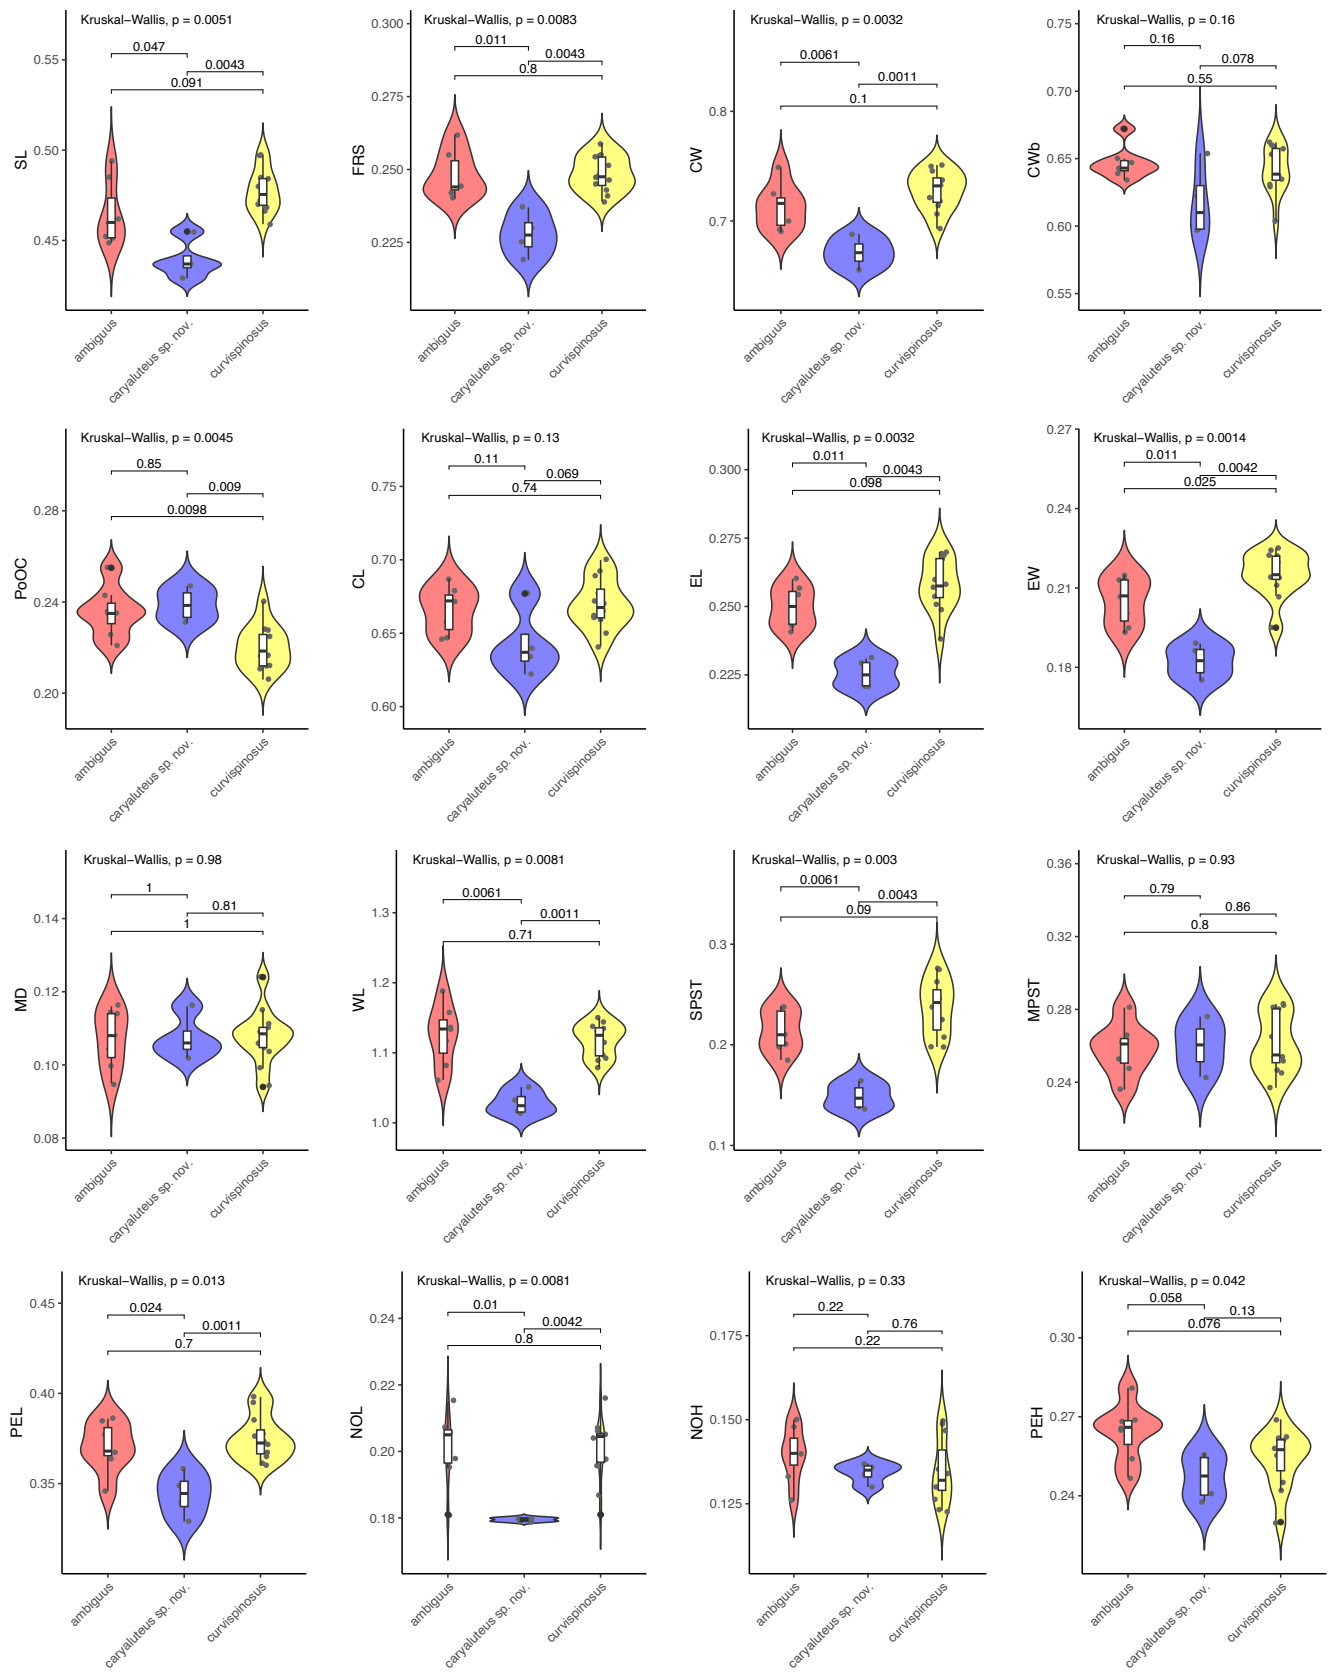 Kruskal−Wallis, p = 0.0051
0.047
0.0043
0.091
0.55
0.50
0.45
SL
ambiguus
caryaluteus sp. nov.
curvispinosus
Kruskal−Wallis, p = 0.0083
0.011
0.0043
0.8
0.300
0.275
0.250
0.225
FRS
ambiguus
caryaluteus sp. nov.
curvispinosus
Kruskal−Wallis, p = 0.0032
0.0061
0.0011
0.1
0.8
0.7
CW
ambiguus
caryaluteus sp. nov.
curvispinosus
Kruskal−Wallis, p = 0.16
0.16
0.078
0.55
0.75
0.70
0.65
0.60
0.55
CWb
ambiguus
caryaluteus sp. nov.
curvispinosus
Kruskal−Wallis, p = 0.0045
0.85
0.009
0.0098
0.28
0.24
0.20
PoOC
ambiguus
caryaluteus sp. nov.
curvispinosus
Kruskal−Wallis, p = 0.13
0.11
0.069
0.74
0.75
0.70
0.65
0.60
CL
ambiguus
caryaluteus sp. nov.
curvispinosus
Kruskal−Wallis, p = 0.0032
0.011
0.0043
0.098
0.300
0.275
0.250
0.225
EL
ambiguus
caryaluteus sp. nov.
curvispinosus
Kruskal−Wallis, p = 0.0014
0.011
0.0042
0.025
0.27
0.24
0.21
0.18
EW
ambiguus
caryaluteus sp. nov.
curvispinosus
Kruskal−Wallis, p = 0.98
1
0.81
1
0.14
0.12
0.10
0.08
MD
ambiguus
caryaluteus sp. nov.
curvispinosus
Kruskal−Wallis, p = 0.0081
0.0061
0.0011
0.71
1.3
1.2
1.1
1.0
WL
ambiguus
caryaluteus sp. nov.
curvispinosus
Kruskal−Wallis, p = 0.003
0.0061
0.0043
0.09
0.3
0.2
0.1
SPST
ambiguus
caryaluteus sp. nov.
curvispinosus
Kruskal−Wallis, p = 0.93
0.79
0.86
0.8
0.36
0.32
0.28
0.24
MPST
ambiguus
caryaluteus sp. nov.
curvispinosus
Kruskal−Wallis, p = 0.013
0.024
0.0011
0.7
0.45
0.40
0.35
PEL
ambiguus
caryaluteus sp. nov.
curvispinosus
Kruskal−Wallis, p = 0.0081
0.01
0.0042
0.8
0.24
0.22
0.20
0.18
NOL
ambiguus
caryaluteus sp. nov.
curvispinosus
Kruskal−Wallis, p = 0.33
0.22
0.76
0.22
0.175
0.150
0.125
NOH
ambiguus
caryaluteus sp. nov.
curvispinosus
Kruskal−Wallis, p = 0.042
0.058
0.13
0.076
0.30
0.27
0.24
PEH
ambiguus
caryaluteus sp. nov.
curvispinosus